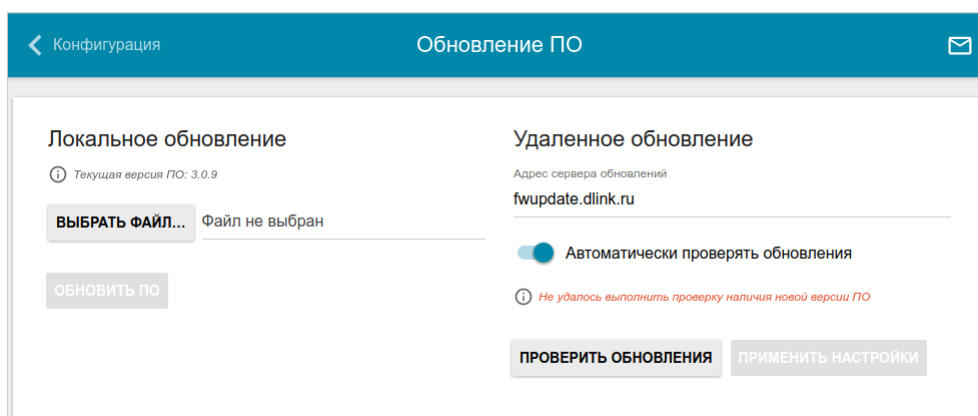 Конфигурация
Обновление ПО
Локальное обновление
Текущая версия ПО: 3.0.9
ВЫБРАТЬ ФАЙЛ...
Файл не выбран
ОБНОВИТЬ ПО
Удаленное обновление
Адрес сервера обновлений
fwupdate.dlink.ru
Автоматически проверять обновления
Не удалось выполнить проверку наличия новой версии ПО
ПРОВЕРИТЬ ОБНОВЛЕНИЯ
ПРИМЕНИТЬ НАСТРОЙКИ